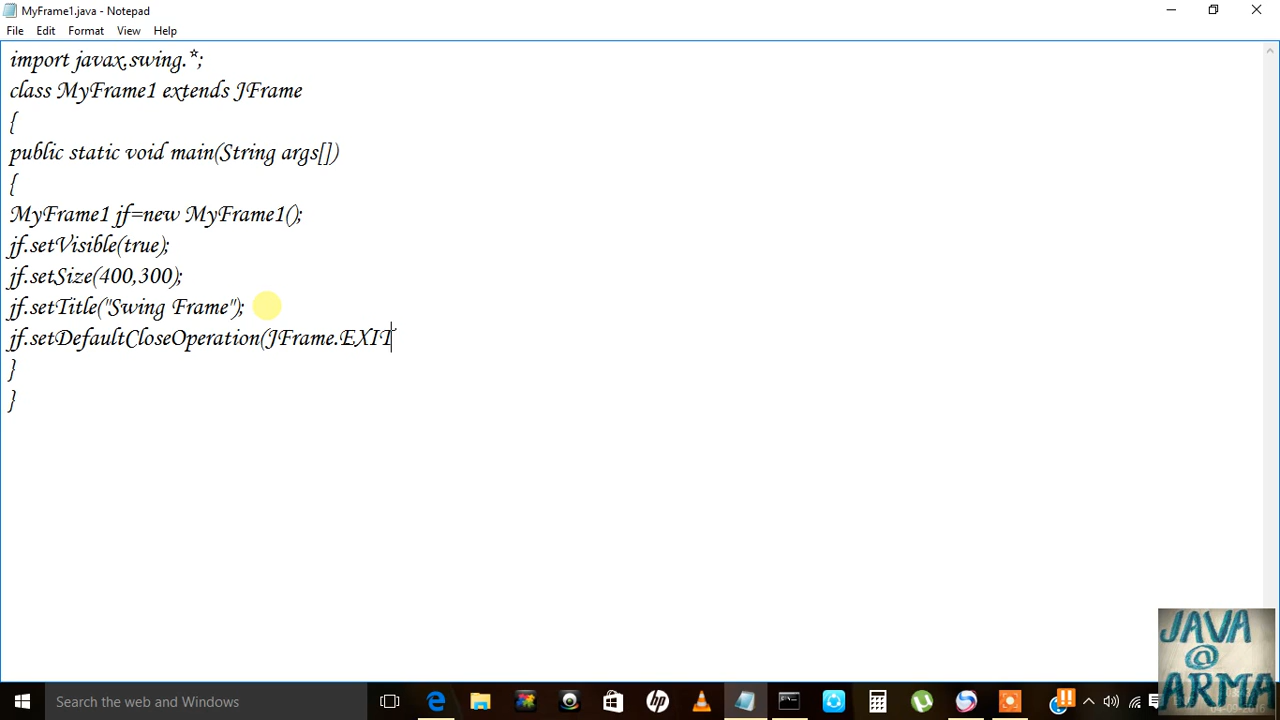 MyFrame1.java - Notepad
File Edit Format View Help
import javax.swing.*;
class MyFrame1 extends JFrame
{
public static void main(String args[])
{
MyFrame1 jf=new MyFrame1();
jf.setVisible(true);
jf.setSize(400,300);
jf.setTitle("Swing Frame");
jf.setDefaultCloseOperation(JFrame.EXIT
}
}
JAVA
@
ARMA
Search the web and Windows